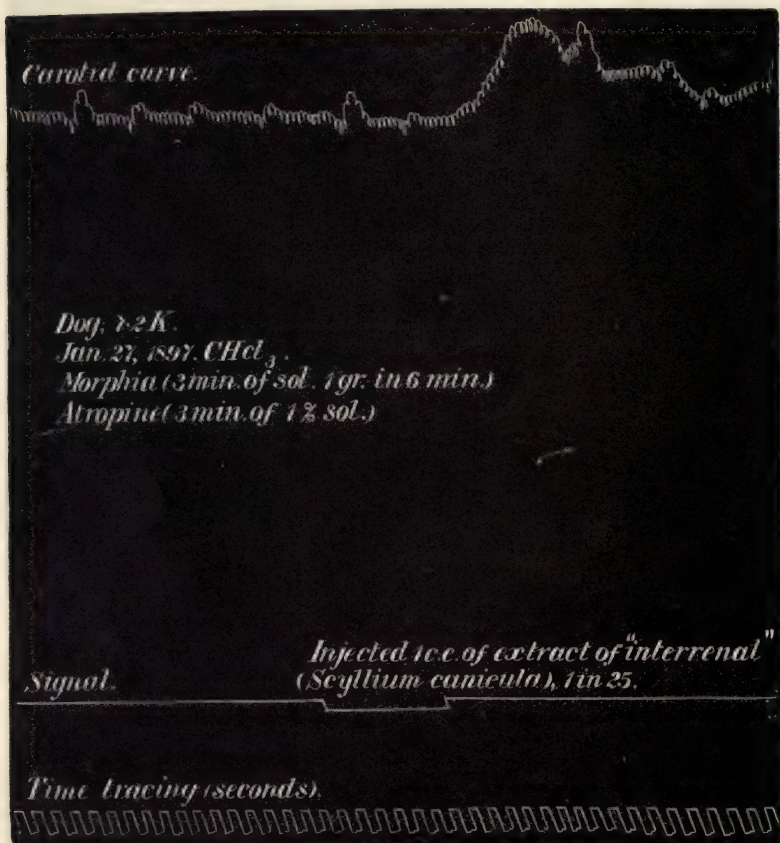 Carotid curve.
Dog, 7.2 K.
Jan. 27, 1897. CHCl₃.
Morphia (3 min. of sol. 1 gr. in 6 min.)
Atropine (3 min. of 1% sol.)
Injected 1 c.c. of extract of "interrenal"
Signal. (Scyllium canicula), 1 in 25.
Time tracing (seconds).